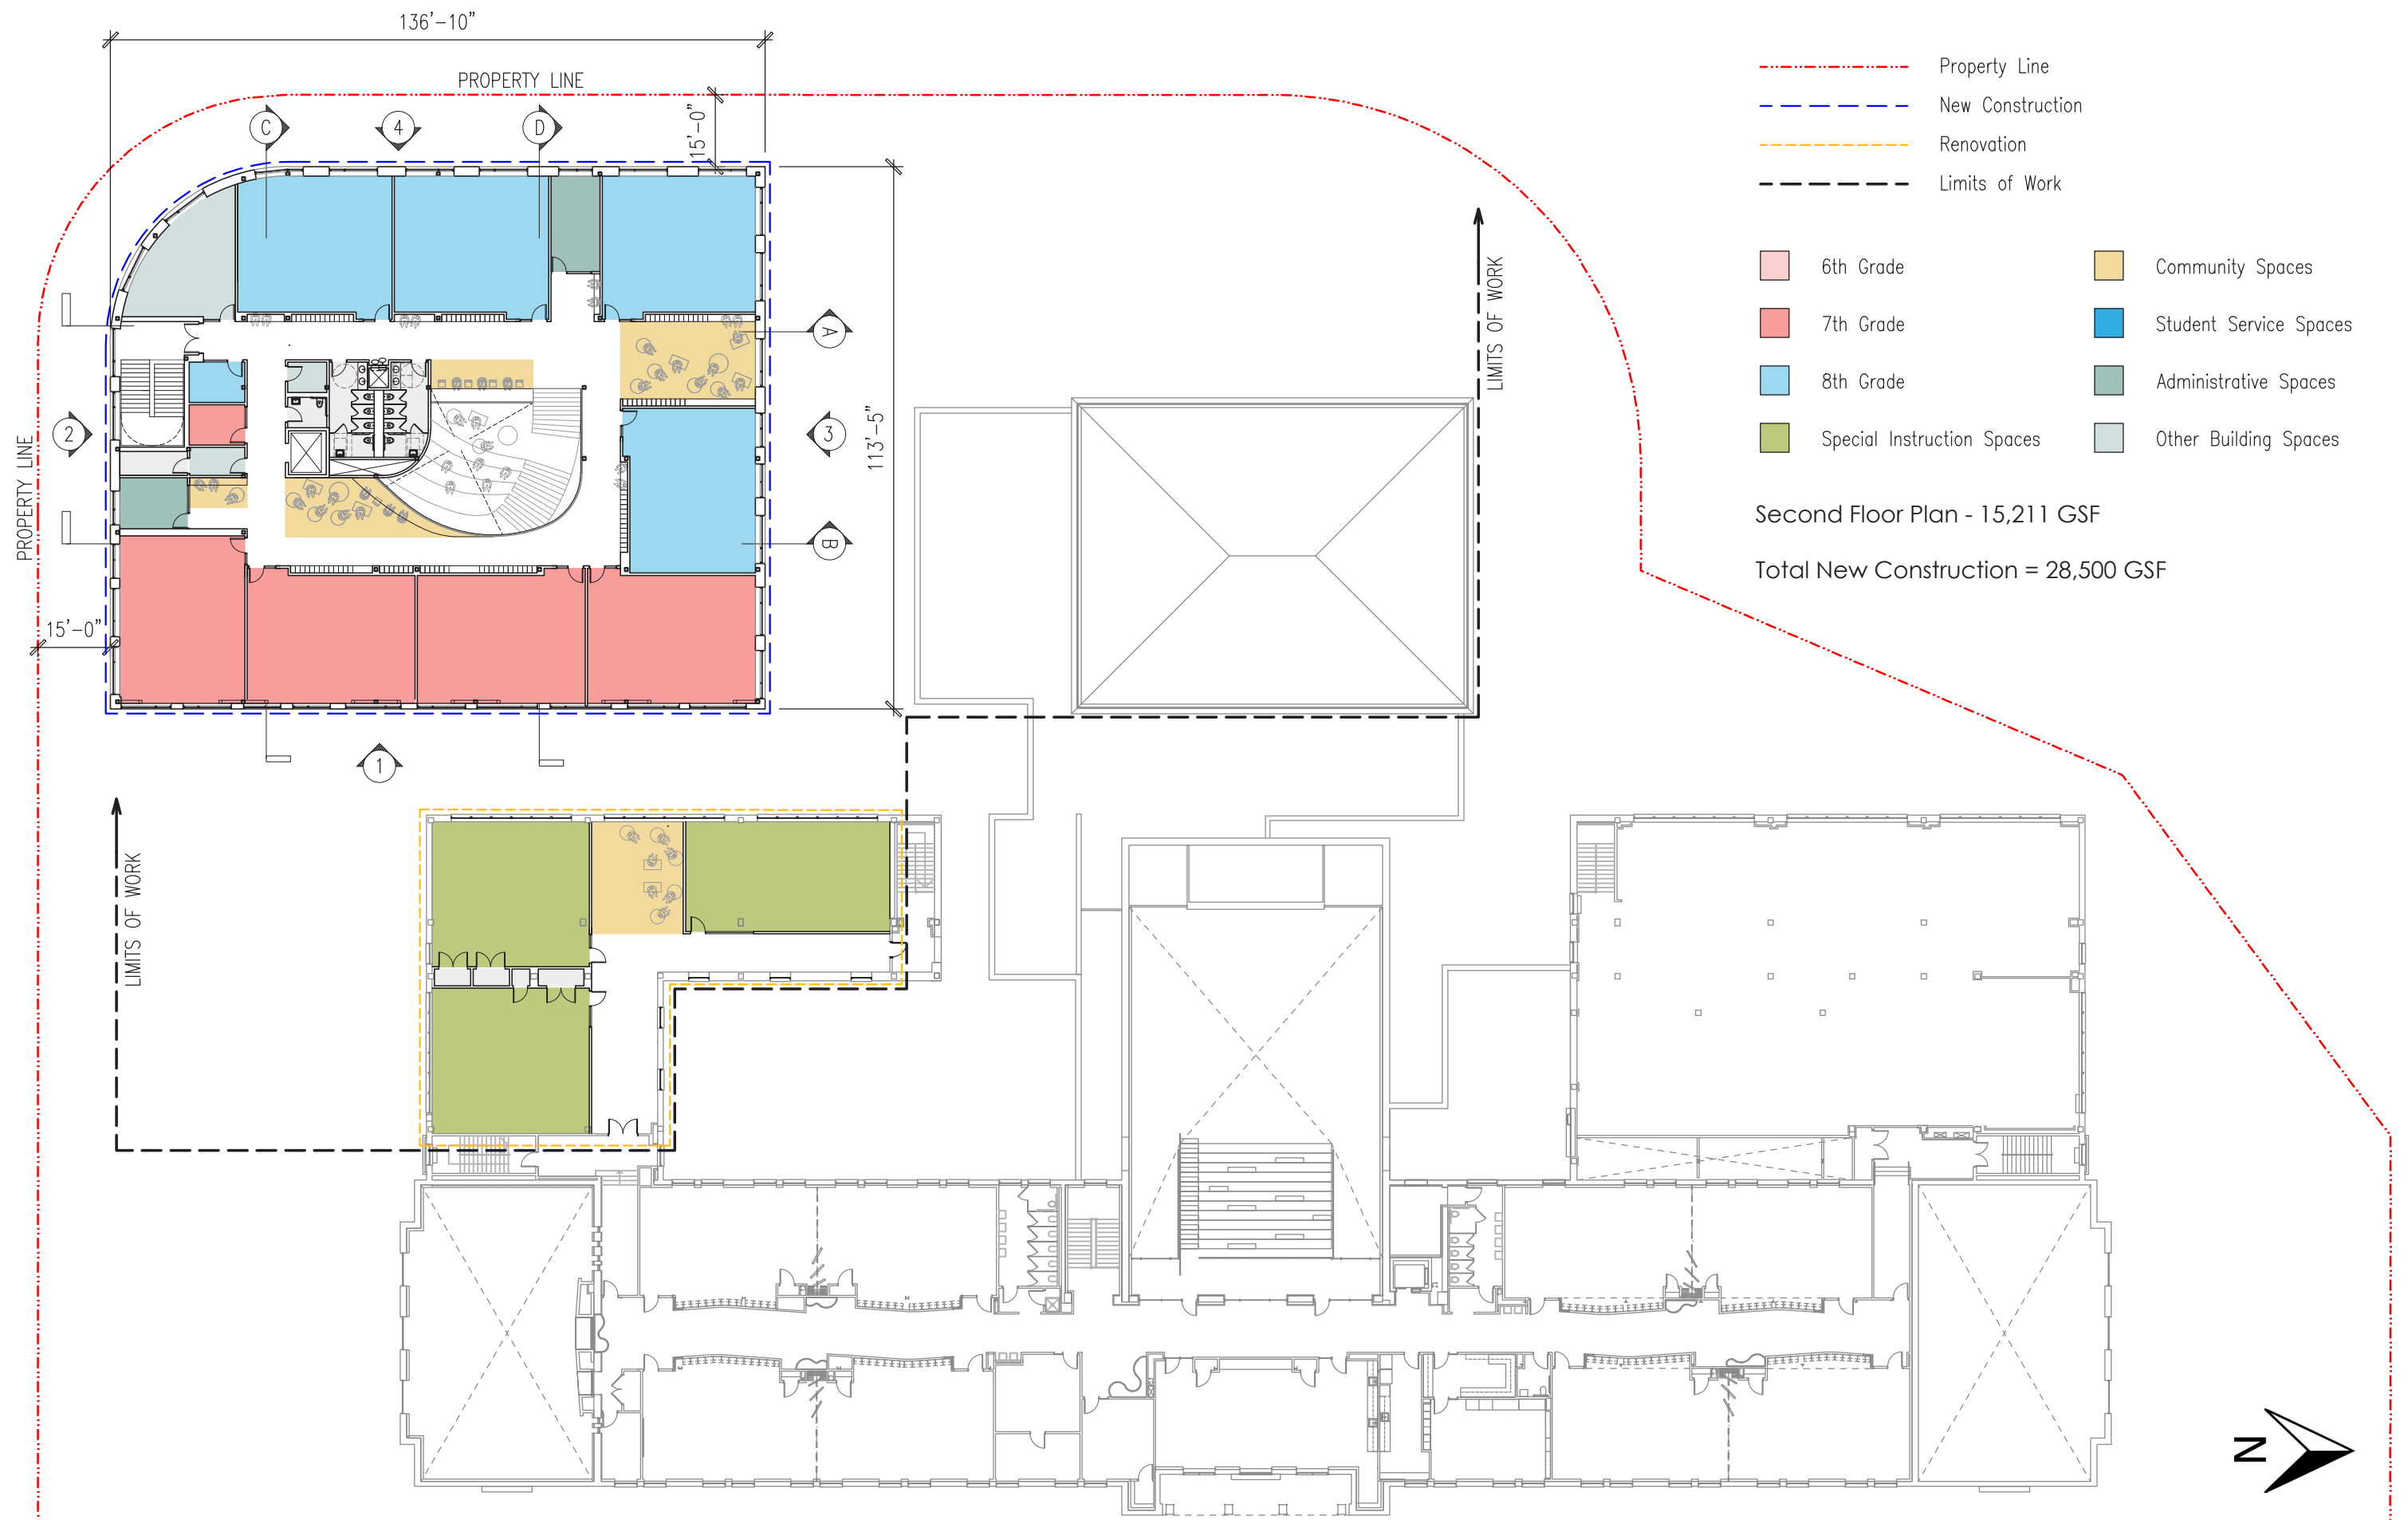 136'-10"
PROPERTY LINE
C
4
D
15'-0"
PROPERTY LINE
2
A
3
B
113'-5"
15'-0"
1
LIMITS OF WORK
LIMITS OF WORK
Property Line
New Construction
Renovation
Limits of Work
6th Grade
Community Spaces
7th Grade
Student Service Spaces
8th Grade
Administrative Spaces
Special Instruction Spaces
Other Building Spaces
Second Floor Plan - 15,211 GSF
Total New Construction = 28,500 GSF
N